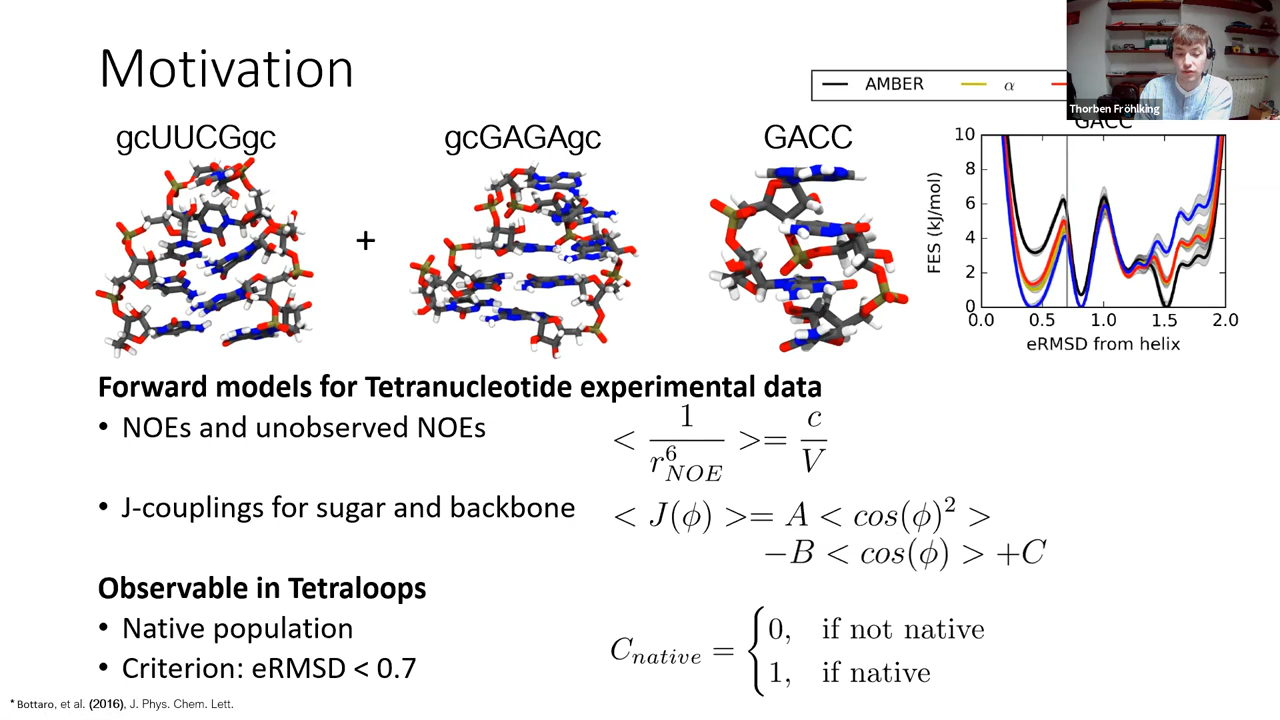 Motivation
AMBER α
Thorben Fröhlking
gcUUCGgc
gcGAGAgc
GACC
GACC
+
10
8
6
4
2
0
FES (kJ/mol)
0.0 0.5 1.0 1.5 2.0
eRMSD from helix
Forward models for Tetranucleotide experimental data
• NOEs and unobserved NOEs
< 1/r⁶_NOE >= c/V
• J-couplings for sugar and backbone
< J(ϕ) >= A < cos(ϕ)² >
−B < cos(ϕ) > +C
Observable in Tetraloops
• Native population
• Criterion: eRMSD < 0.7
C_native = { 0, if not native
1, if native
* Bottaro, et al. (2016), J. Phys. Chem. Lett.